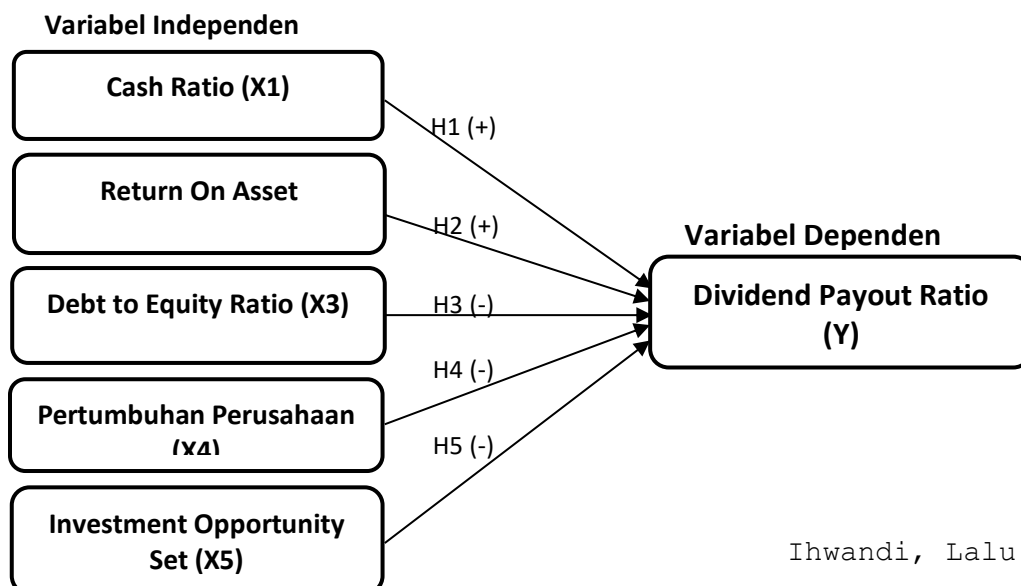 Variabel Independen
Cash Ratio (X1)
H1 (+)
Return On Asset
H2 (+)
Variabel Dependen
Debt to Equity Ratio (X3)
H3 (-)
Dividend Payout Ratio
(Y)
Pertumbuhan Perusahaan
(X4)
H4 (-)
H5 (-)
Investment Opportunity
Set (X5)
Ihwandi, Lalu